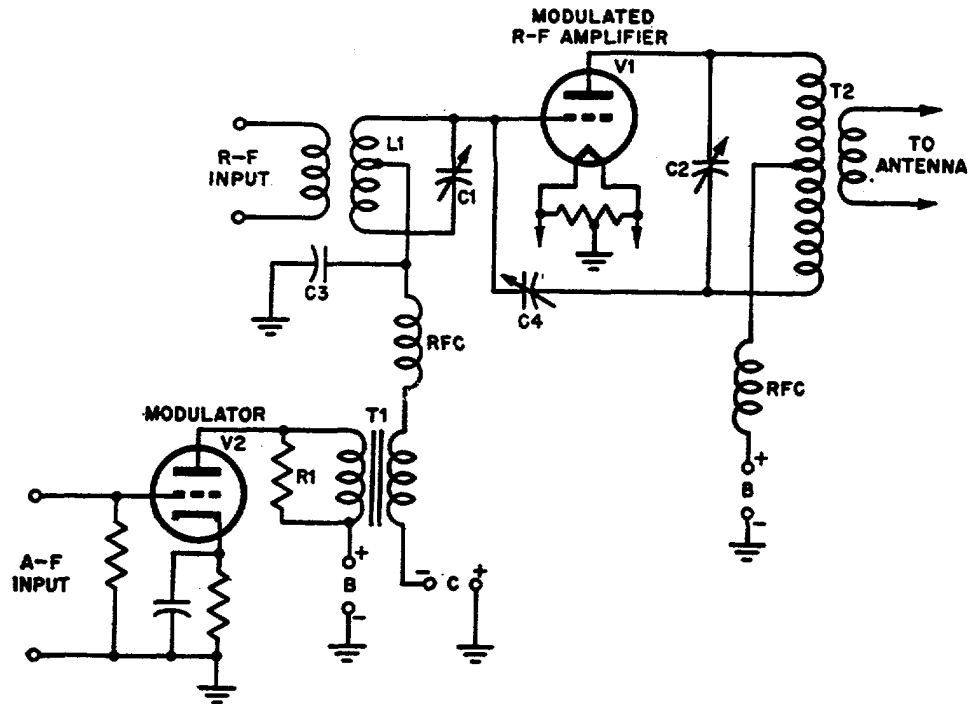 MODULATED
R-F AMPLIFIER
V1
T2
L1
R-F
INPUT
C1
C2
TO
ANTENNA
C3
C4
RFC
RFC
MODULATOR
V2
T1
R1
+
B
-
A-F
INPUT
+
B
-
- C +